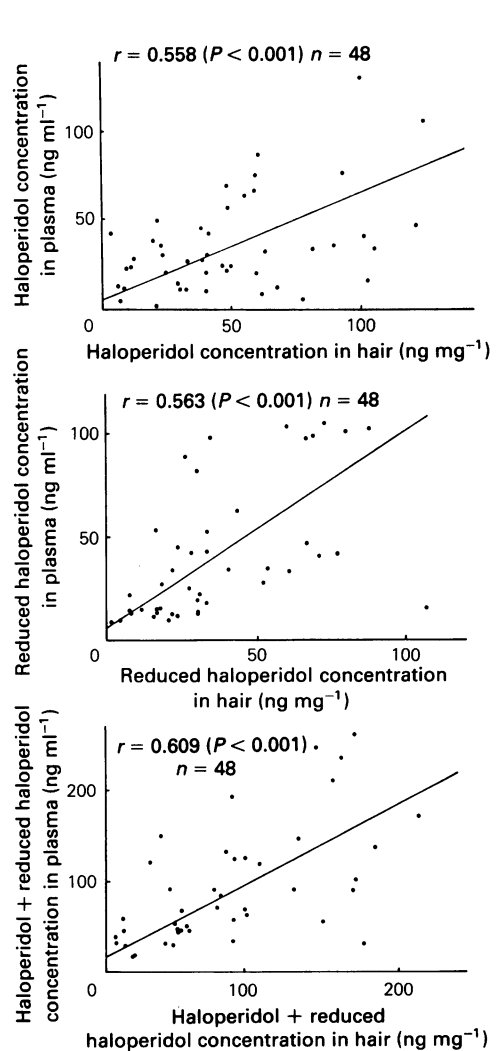 r = 0.558 (P < 0.001) n = 48
Haloperidol concentration
in plasma (ng ml⁻¹)
100
50
0
50
100
Haloperidol concentration in hair (ng mg⁻¹)
r = 0.563 (P < 0.001) n = 48
Reduced haloperidol concentration
in plasma (ng ml⁻¹)
100
50
0
50
100
Reduced haloperidol concentration
in hair (ng mg⁻¹)
r = 0.609 (P < 0.001)
n = 48
Haloperidol + reduced haloperidol
concentration in plasma (ng ml⁻¹)
200
100
0
100
200
Haloperidol + reduced
haloperidol concentration in hair (ng mg⁻¹)